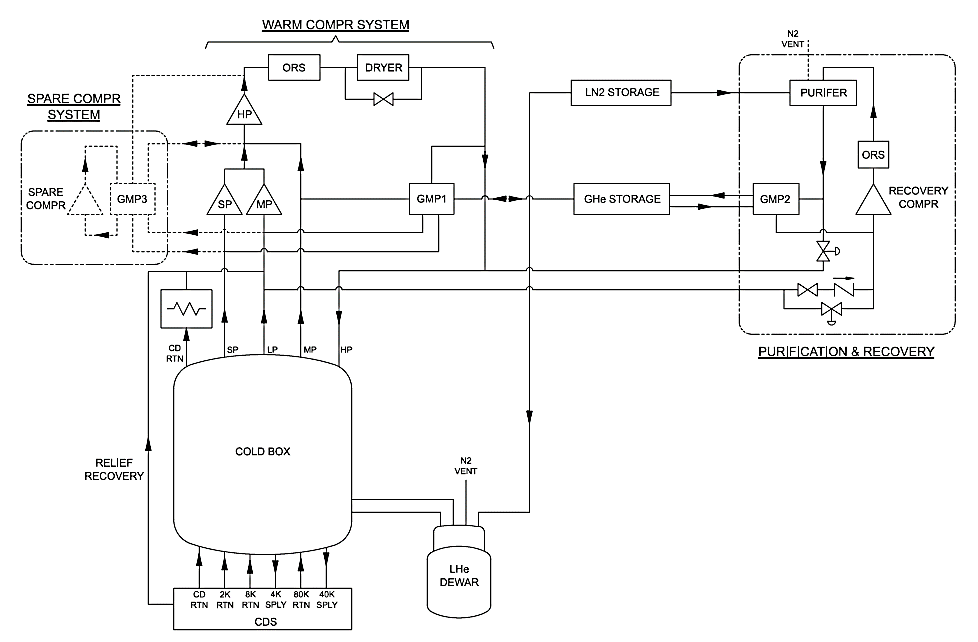 WARM COMPR SYSTEM
N2
VENT
ORS
DRYER
SPARE COMPR
SYSTEM
HP
LN2 STORAGE
PURIFER
ORS
SPARE
COMPR
GMP3
SP
MP
GMP1
GHe STORAGE
GMP2
RECOVERY
COMPR
CD
RTN
SP
LP
MP
HP
PURIFICATION & RECOVERY
COLD BOX
RELIEF
RECOVERY
N2
VENT
LHe
DEWAR
CD
RTN
2K
RTN
8K
RTN
4K
SPLY
80K
RTN
40K
SPLY
CDS